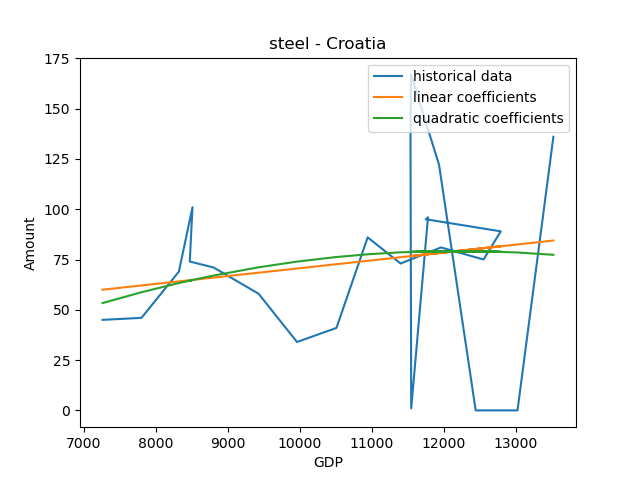 steel - Croatia
175
150
125
100
75
50
25
0
Amount
historical data
linear coefficients
quadratic coefficients
7000 8000 9000 10000 11000 12000 13000
GDP